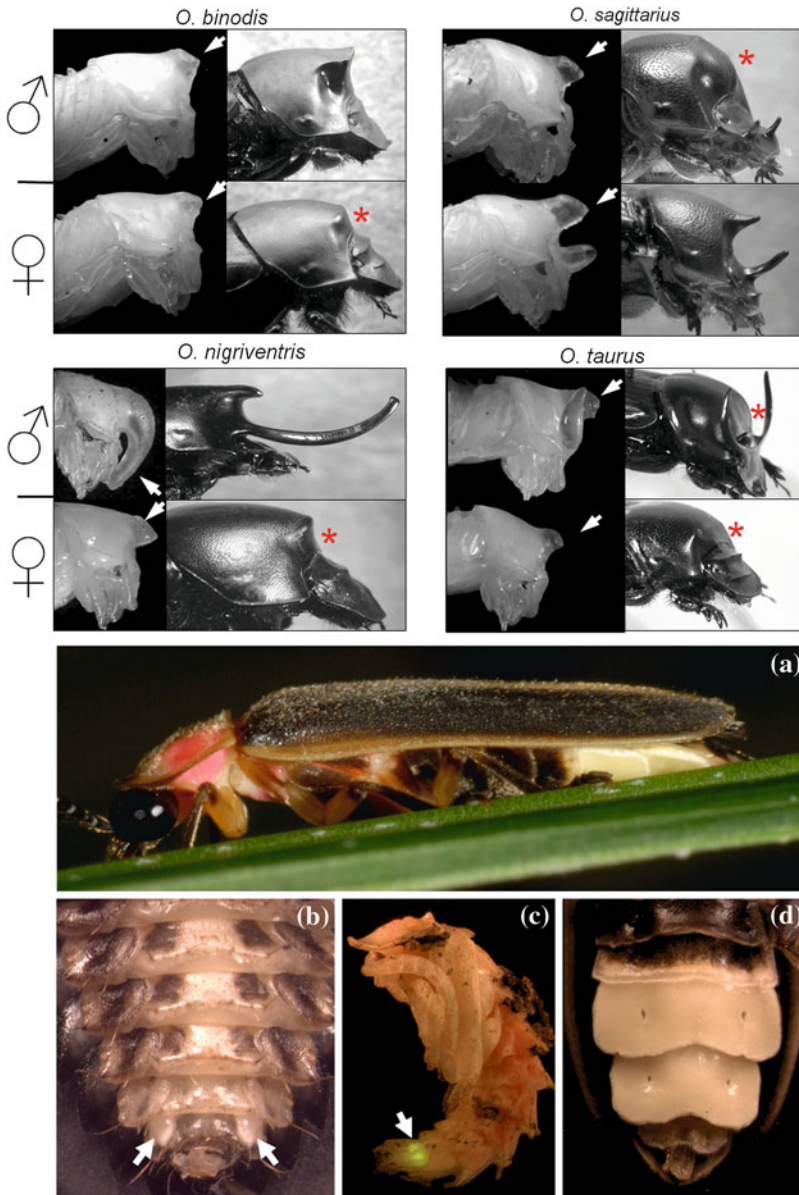 O. binodis
O. sagittarius
♂
♀
*
*
O. nigriventris
O. taurus
♂
♀
*
*
*
(a)
(b)
(c)
(d)